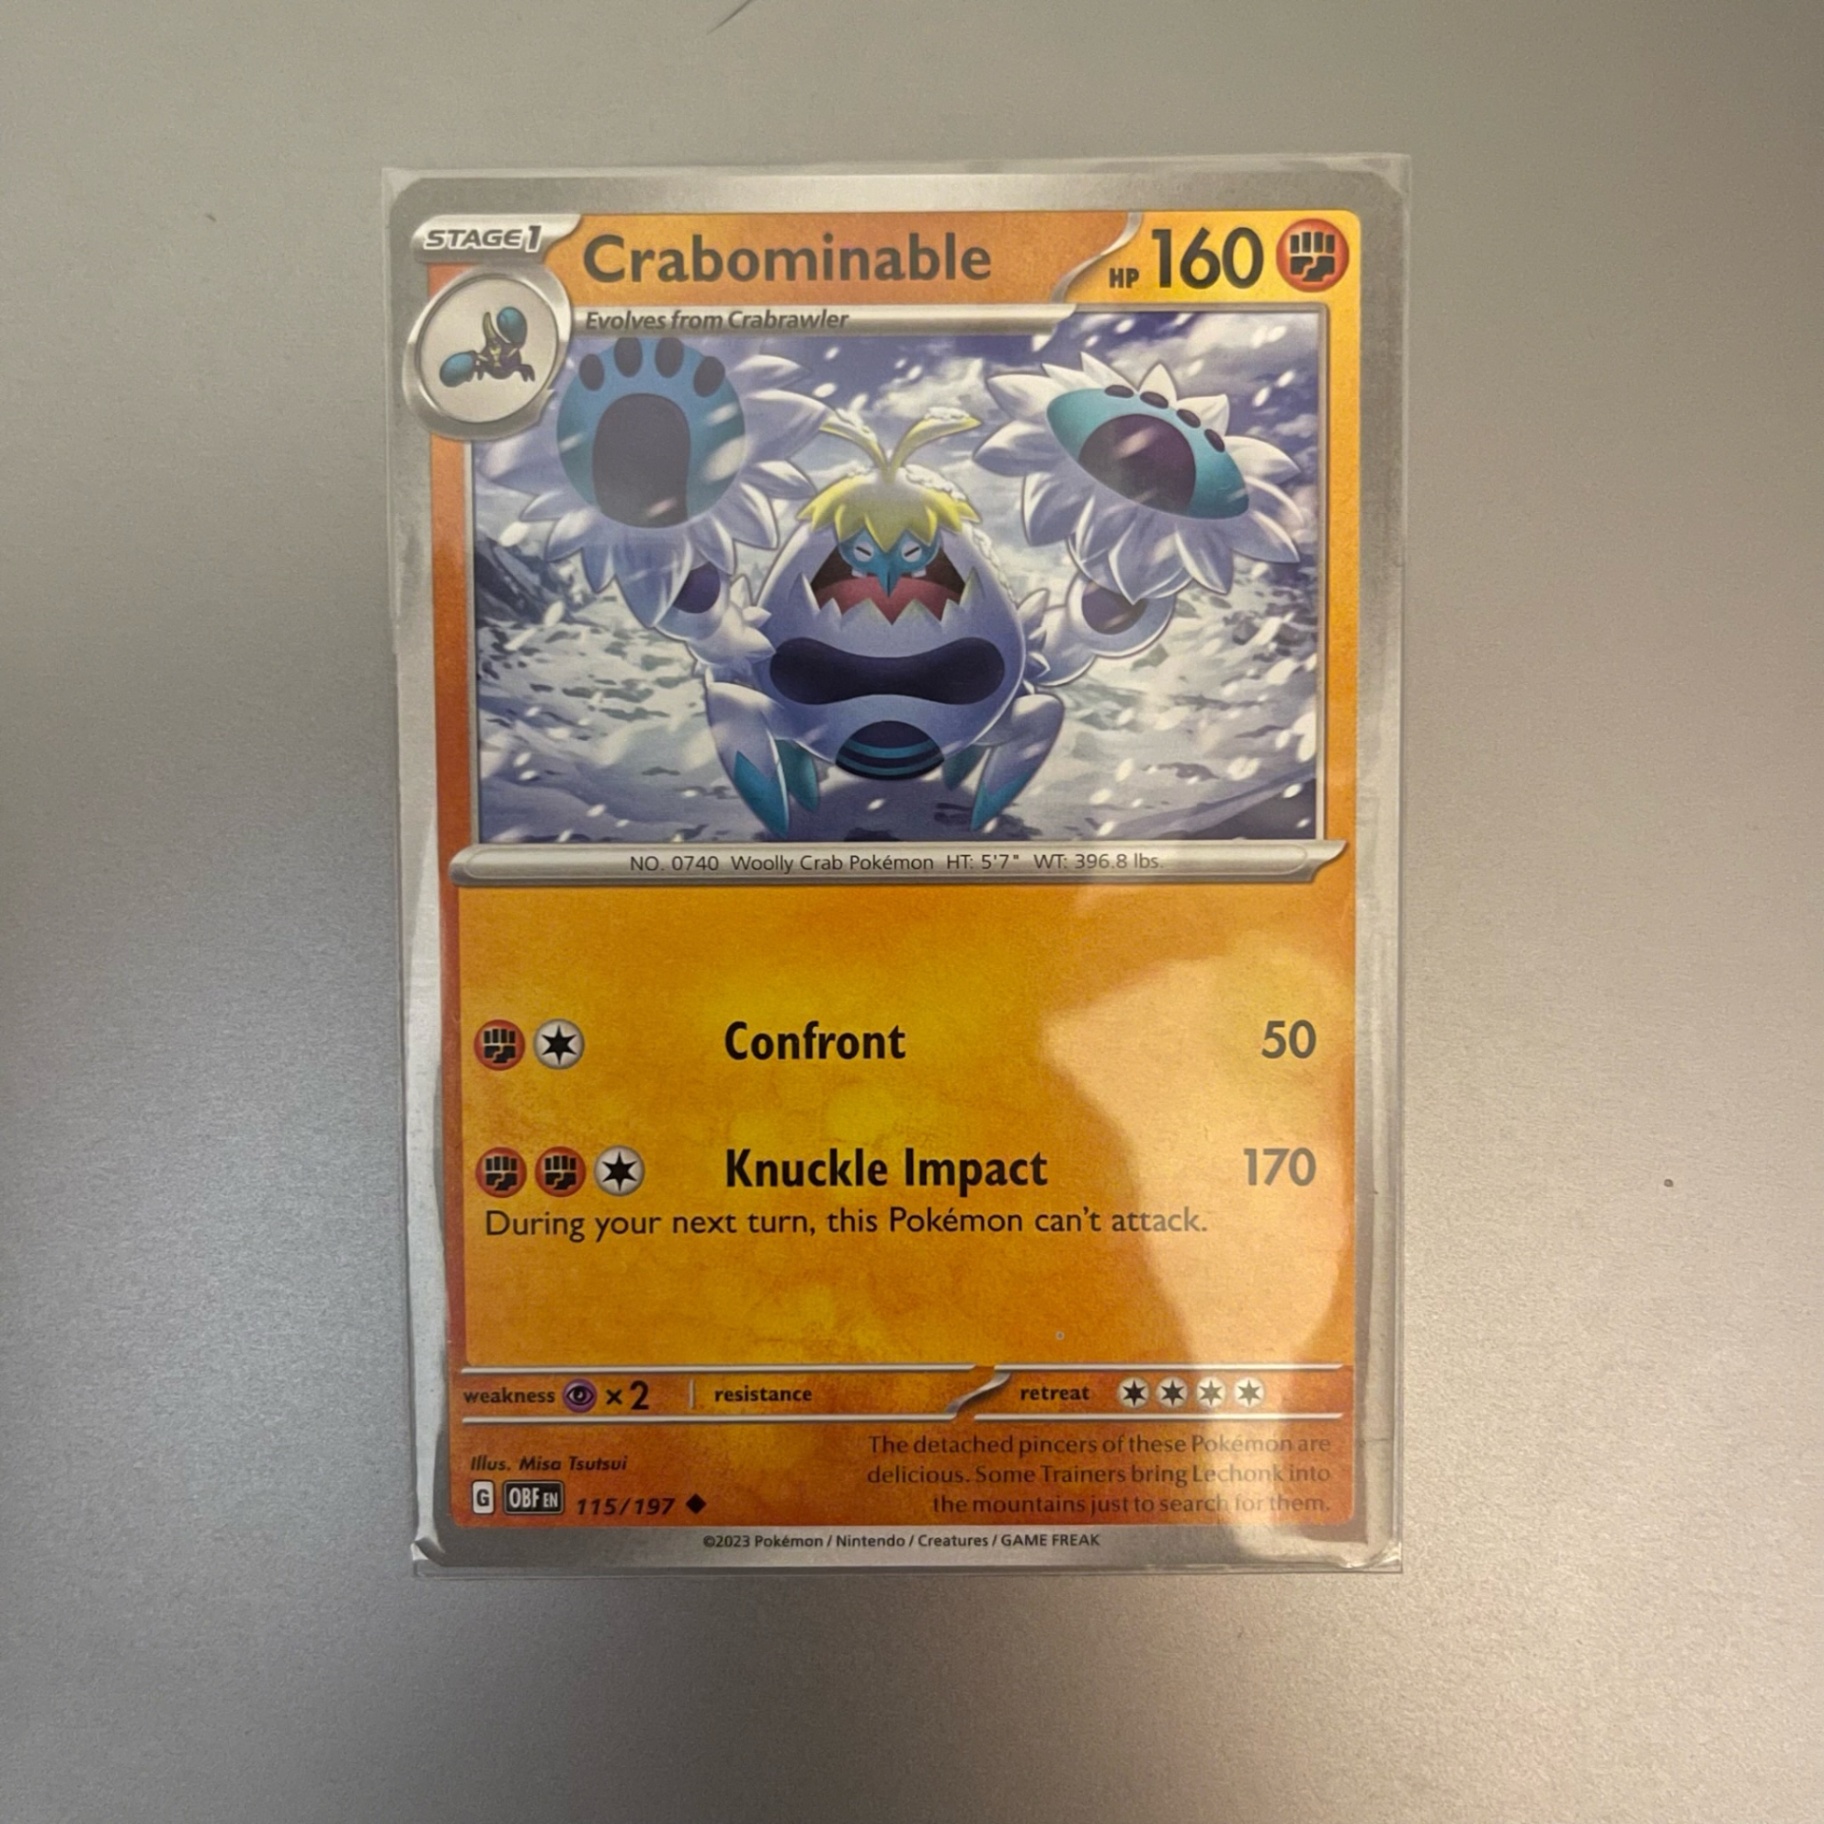 STAGE 1 Crabominable HP 160
Evolves from Crabrawler
NO. 0740 Woolly Crab Pokémon HT: 5'7" WT: 396.8 lbs.
Confront 50
Knuckle Impact 170
During your next turn, this Pokémon can't attack.
weakness ×2 resistance retreat
The detached pincers of these Pokémon are
delicious. Some Trainers bring Lechonk into
the mountains just to search for them.
Illus. Misa Tsutsui
G OBF EN 115/197
©2023 Pokémon / Nintendo / Creatures / GAME FREAK